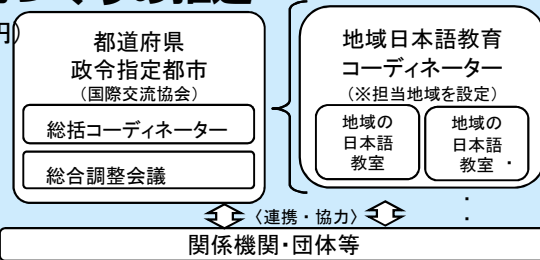 円)
都道府県
政令指定都市
(国際交流協会)
総括コーディネーター
総合調整会議
地域日本語教育
コーディネーター
(※担当地域を設定)
地域の
日本語
教室
地域の
日本語
教室
〈連携・協力〉
関係機関・団体等